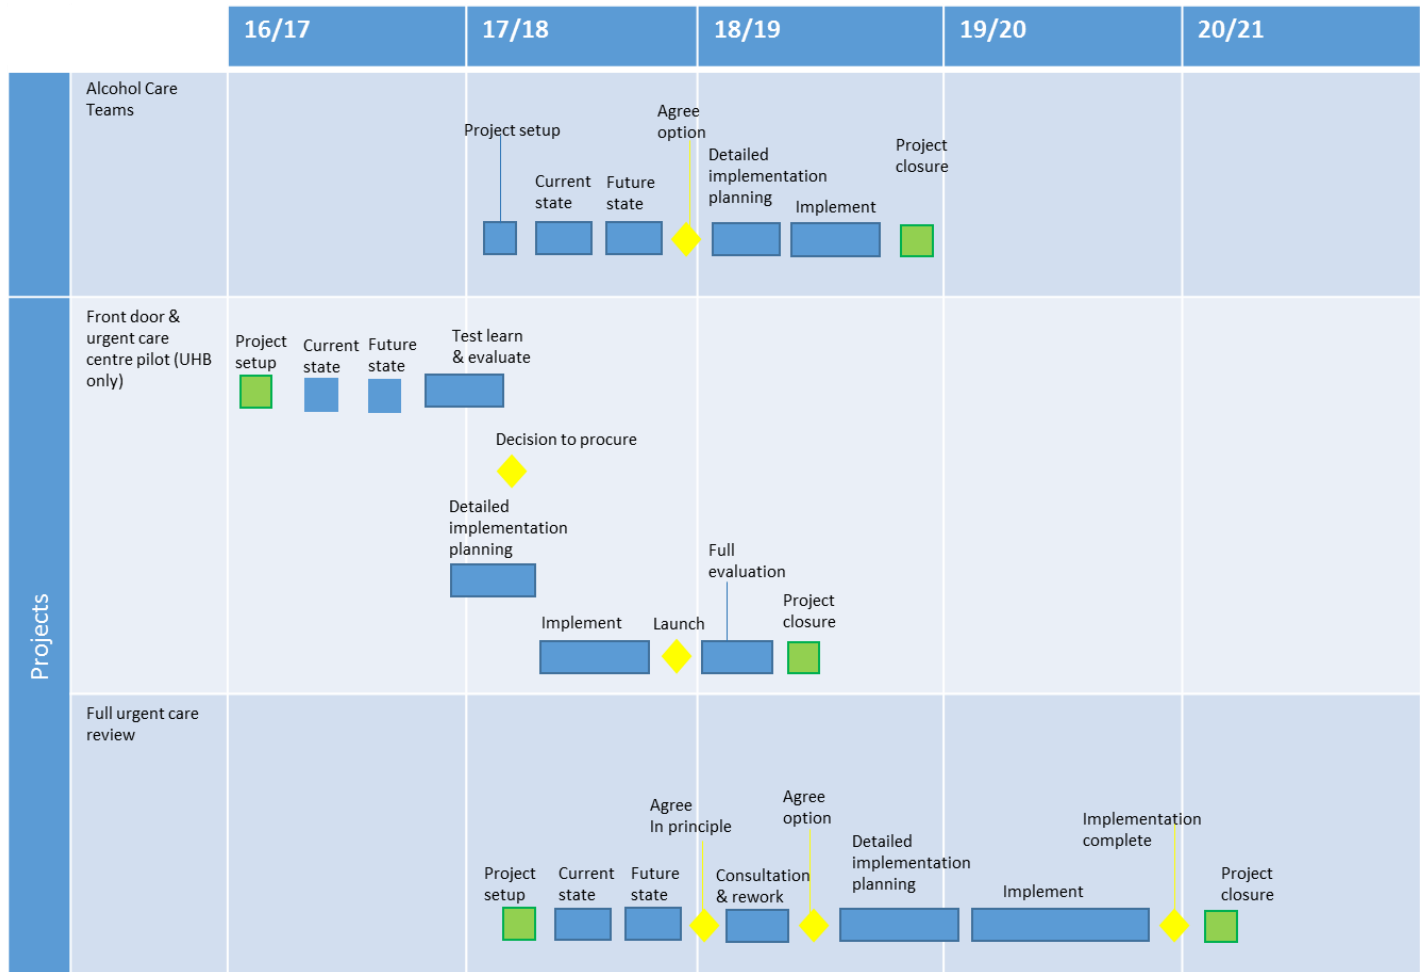 16/17
17/18
18/19
19/20
20/21
Projects
Alcohol Care
Teams
Project setup
Current
state
Future
state
Agree
option
Detailed
implementation
planning
Implement
Project
closure
Front door &
urgent care
centre pilot (UHB
only)
Project
setup
Current
state
Future
state
Test learn
& evaluate
Decision to procure
Detailed
implementation
planning
Implement
Launch
Full
evaluation
Project
closure
Full urgent care
review
Project
setup
Current
state
Future
state
Agree
In principle
Consultation
& rework
Agree
option
Detailed
implementation
planning
Implement
Implementation
complete
Project
closure